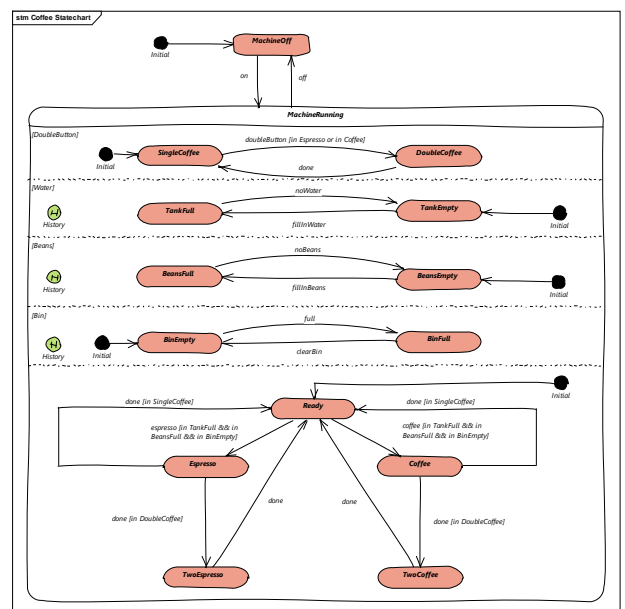 stm Coffee Statechart
MachineOff
Initial
on
off
MachineRunning
[DoubleButton]
doubleButton [in Espresso or in Coffee]
SingleCoffee
DoubleCoffee
Initial
done
[Water]
noWater
TankFull
TankEmpty
H
History
fillInWater
Initial
[Beans]
noBeans
BeansFull
BeansEmpty
H
History
fillInBeans
Initial
[Bin]
full
BinEmpty
BinFull
H
History
Initial
clearBin
Initial
done [in SingleCoffee]
done [in SingleCoffee]
Ready
espresso [in TankFull && in
BeansFull && in BinEmpty]
coffee [in TankFull && in
BeansFull && in BinEmpty]
Espresso
Coffee
done
done
done [in DoubleCoffee]
done [in DoubleCoffee]
TwoEspresso
TwoCoffee